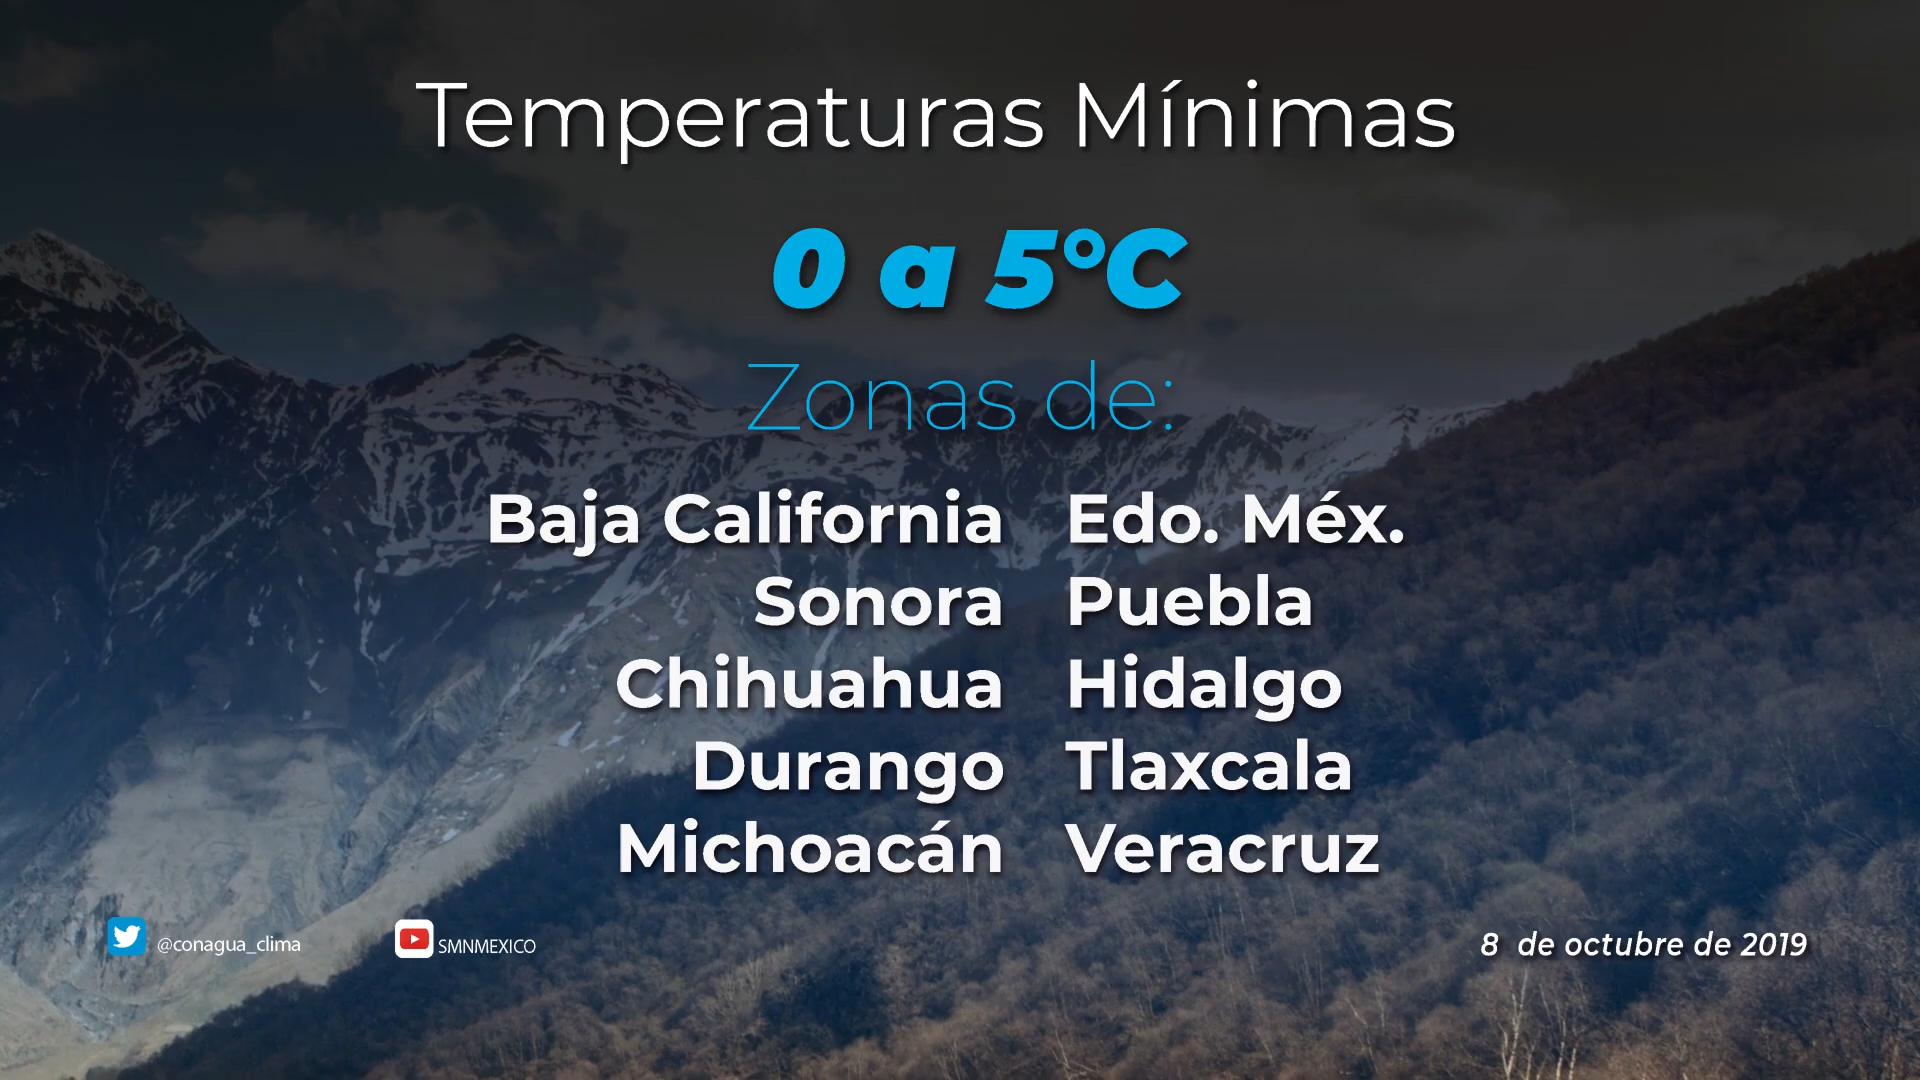 Temperaturas Mínimas
0 a 5°C
Zonas de:
Baja California
Sonora
Chihuahua
Durango
Michoacán
Edo. Méx.
Puebla
Hidalgo
Tlaxcala
Veracruz
@conagua_clima
SMNMEXICO
8 de octubre de 2019